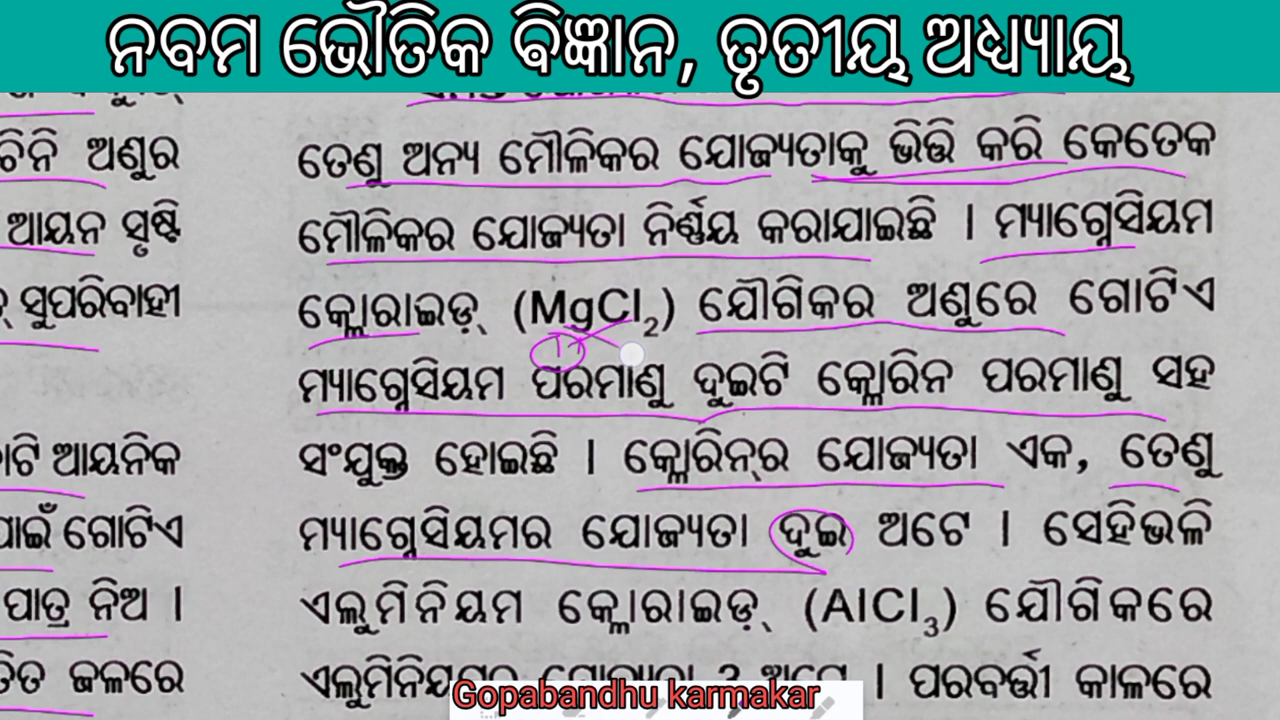 ନବମ ଭୌତିକ ବିଜ୍ଞାନ, ତୃତୀୟ ଅଧ୍ୟାୟ
ଚିନି ଅଣୁର
ଆୟନ ସୃଷ୍ଟି
ସୁପରିବାହୀ
ଆୟନିକ
ଗୋଟିଏ
ପାତ୍ର ନିଅ ।
ଜଳରେ
ତେଣୁ ଅନ୍ୟ ମୌଳିକର ଯୋଜ୍ୟତାକୁ ଭିତ୍ତି କରି କେତେକ
ମୌଳିକର ଯୋଜ୍ୟତା ନିର୍ଣ୍ଣୟ କରାଯାଇଛି । ମ୍ୟାଗ୍ନେସିୟମ
କ୍ଲୋରାଇଡ଼୍ (MgCl₂) ଯୌଗିକର ଅଣୁରେ ଗୋଟିଏ
ମ୍ୟାଗ୍ନେସିୟମ ପରମାଣୁ ଦୁଇଟି କ୍ଲୋରିନ ପରମାଣୁ ସହ
ସଂଯୁକ୍ତ ହୋଇଛି । କ୍ଲୋରିନ୍‌ର ଯୋଜ୍ୟତା ଏକ, ତେଣୁ
ମ୍ୟାଗ୍ନେସିୟମର ଯୋଜ୍ୟତା ଦୁଇ ଅଟେ । ସେହିଭଳି
ଏଲୁମିନିୟମ କ୍ଲୋରାଇଡ଼୍ (AlCl₃) ଯୌଗିକରେ
। ପରବର୍ତ୍ତୀ କାଳରେ
Gopabandhu karmakar